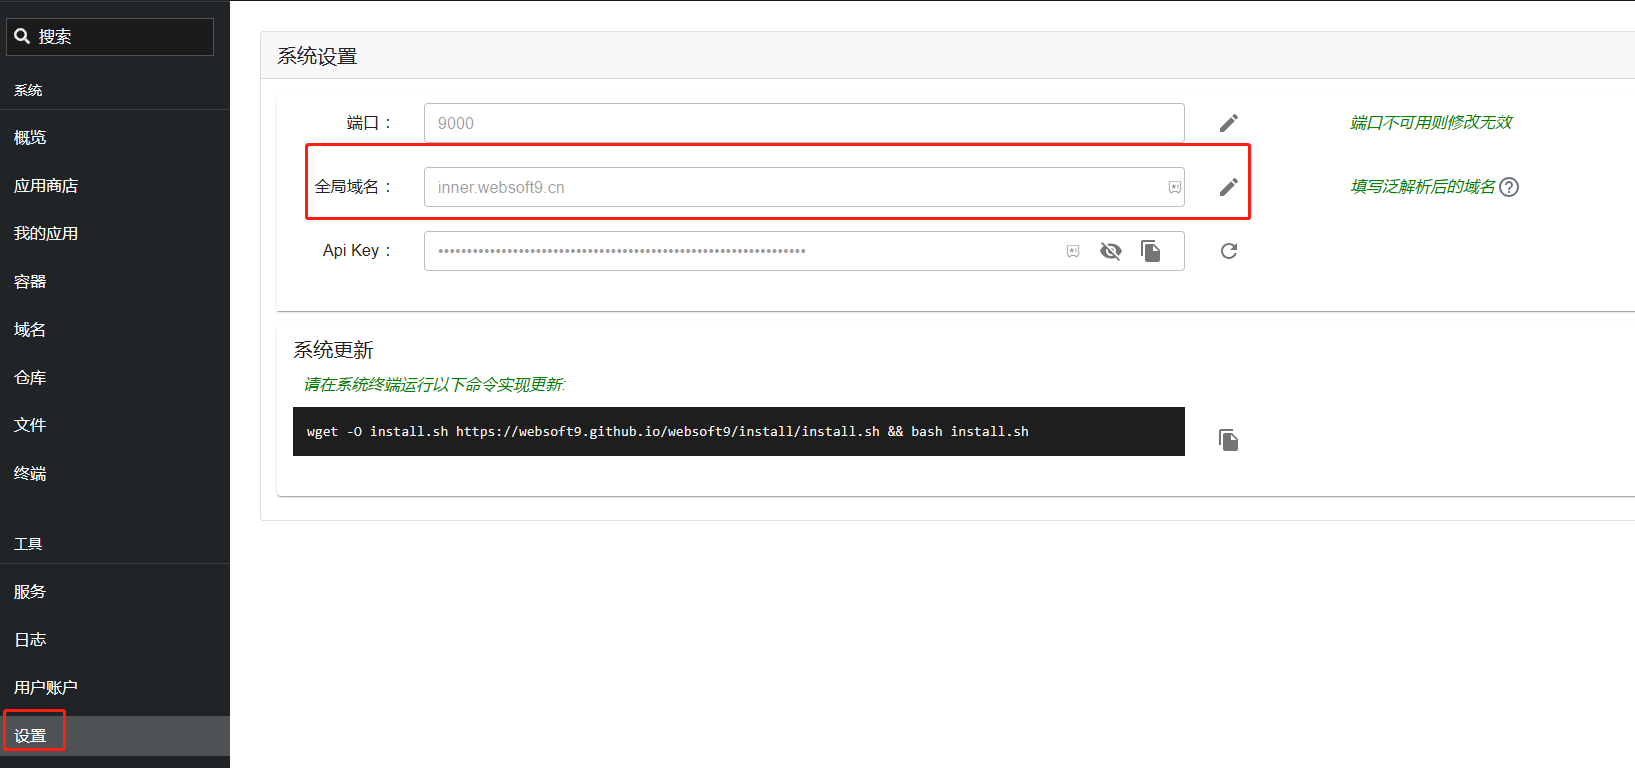 搜索
系统
概览
应用商店
我的应用
容器
域名
仓库
文件
终端
工具
服务
日志
用户账户
设置
系统设置
端口： 9000 端口不可用则修改无效
全局域名： inner.websoft9.cn 填写泛解析后的域名
Api Key： ••••••••••••••••••••••••••••••••••••••••••••••••••••••••••••••••
系统更新
请在系统终端运行以下命令实现更新:
wget -O install.sh https://websoft9.github.io/websoft9/install/install.sh && bash install.sh